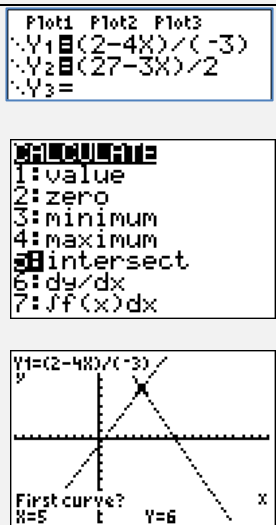 Plot1 Plot2 Plot3
\Y₁=(2-4X)/(-3)
\Y₂=(27-3X)/2
\Y₃=
CALCULATE
1:value
2:zero
3:minimum
4:maximum
5:intersect
6:dy/dx
7:∫f(x)dx
Y1=(2-4X)/(-3)
y
First curve? x
X=5 Y=6